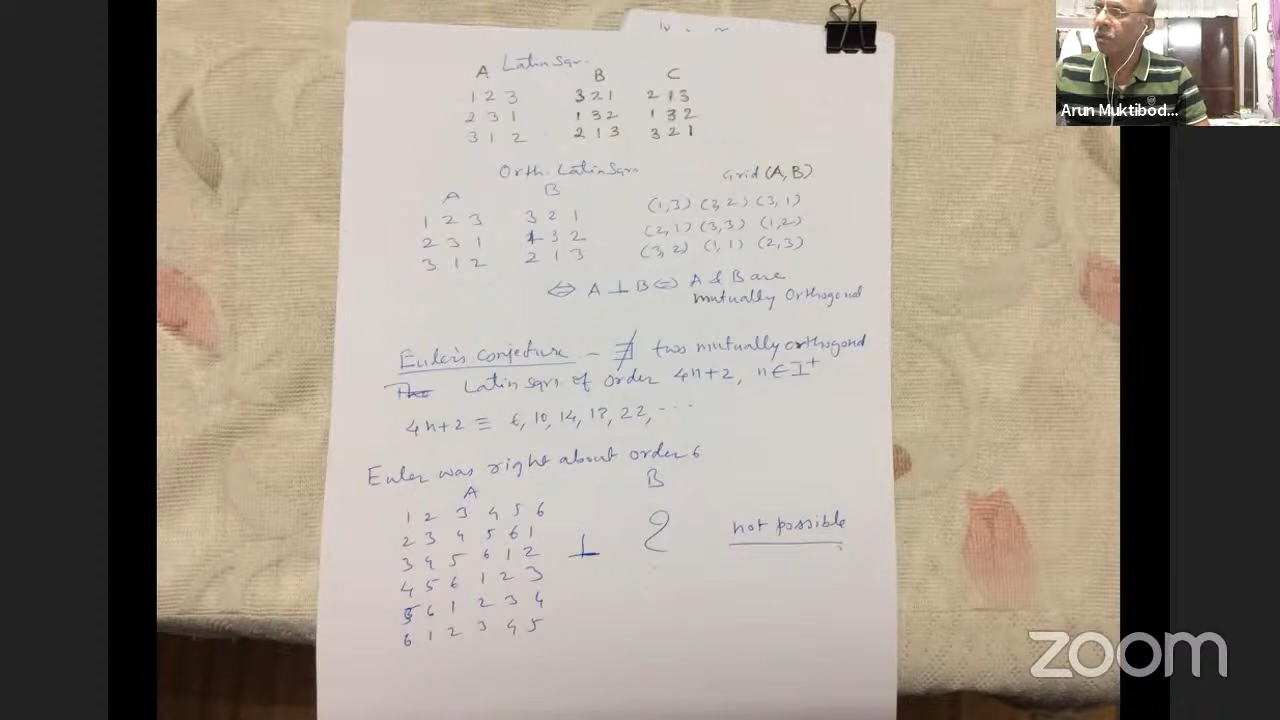 Latin Sqr.
A B C
1 2 3 3 2 1 2 1 3
2 3 1 1 3 2 1 3 2
3 1 2 2 1 3 3 2 1
Orth. Latin Sqrs Grid (A, B)
A B
1 2 3 3 2 1 (1,3) (3,2) (3,1)
2 3 1 1 3 2 (2,1) (3,3) (1,2)
3 1 2 2 1 3 (3,2) (1,1) (2,3)
⇔ A ⊥ B ⇔ A & B are
mutually Orthogonal
Euler's Conjecture - ∄ two mutually orthogonal
Latin Sqrs of order 4n+2, n ∈ I⁺
4n+2 ≡ 6, 10, 14, 18, 22, ...
Euler was right about order 6
A B
1 2 3 4 5 6
2 3 4 5 6 1
3 4 5 6 1 2 ⊥ ? not possible
4 5 6 1 2 3
5 6 1 2 3 4
6 1 2 3 4 5
Arun Muktibod...
zoom